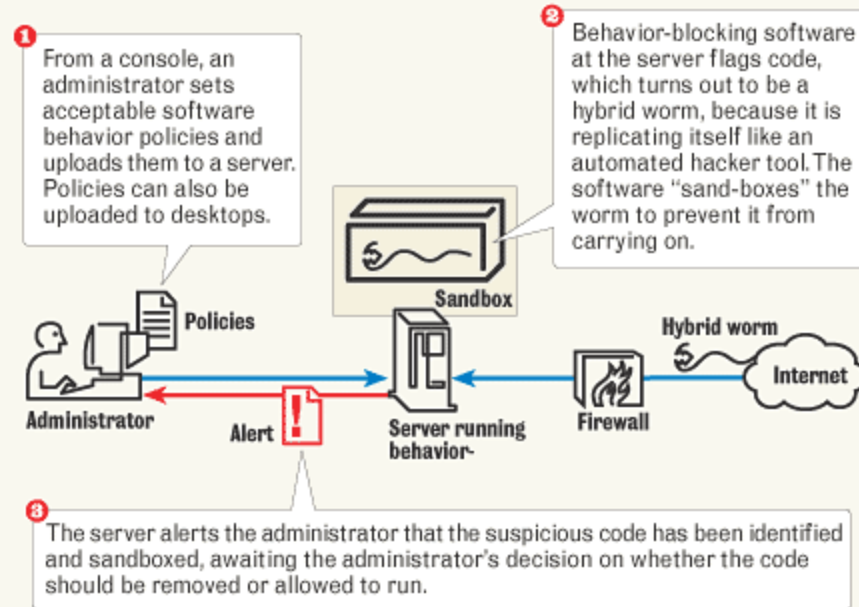 1
From a console, an
administrator sets
acceptable software
behavior policies and
uploads them to a server.
Policies can also be
uploaded to desktops.
2
Behavior-blocking software
at the server flags code,
which turns out to be a
hybrid worm, because it is
replicating itself like an
automated hacker tool. The
software “sand-boxes” the
worm to prevent it from
carrying on.
Sandbox
Policies
Hybrid worm
Internet
Administrator
Alert
!
Server running
behavior-
Firewall
3
The server alerts the administrator that the suspicious code has been identified
and sandboxed, awaiting the administrator’s decision on whether the code
should be removed or allowed to run.